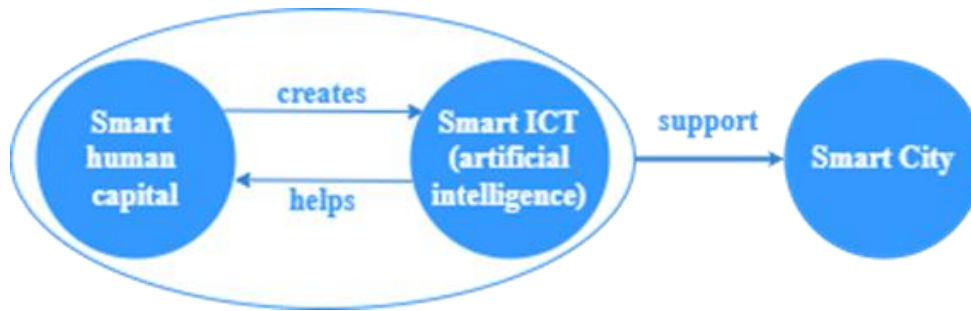 Smart
human
capital
creates
helps
Smart ICT
(artificial
intelligence)
support
Smart City